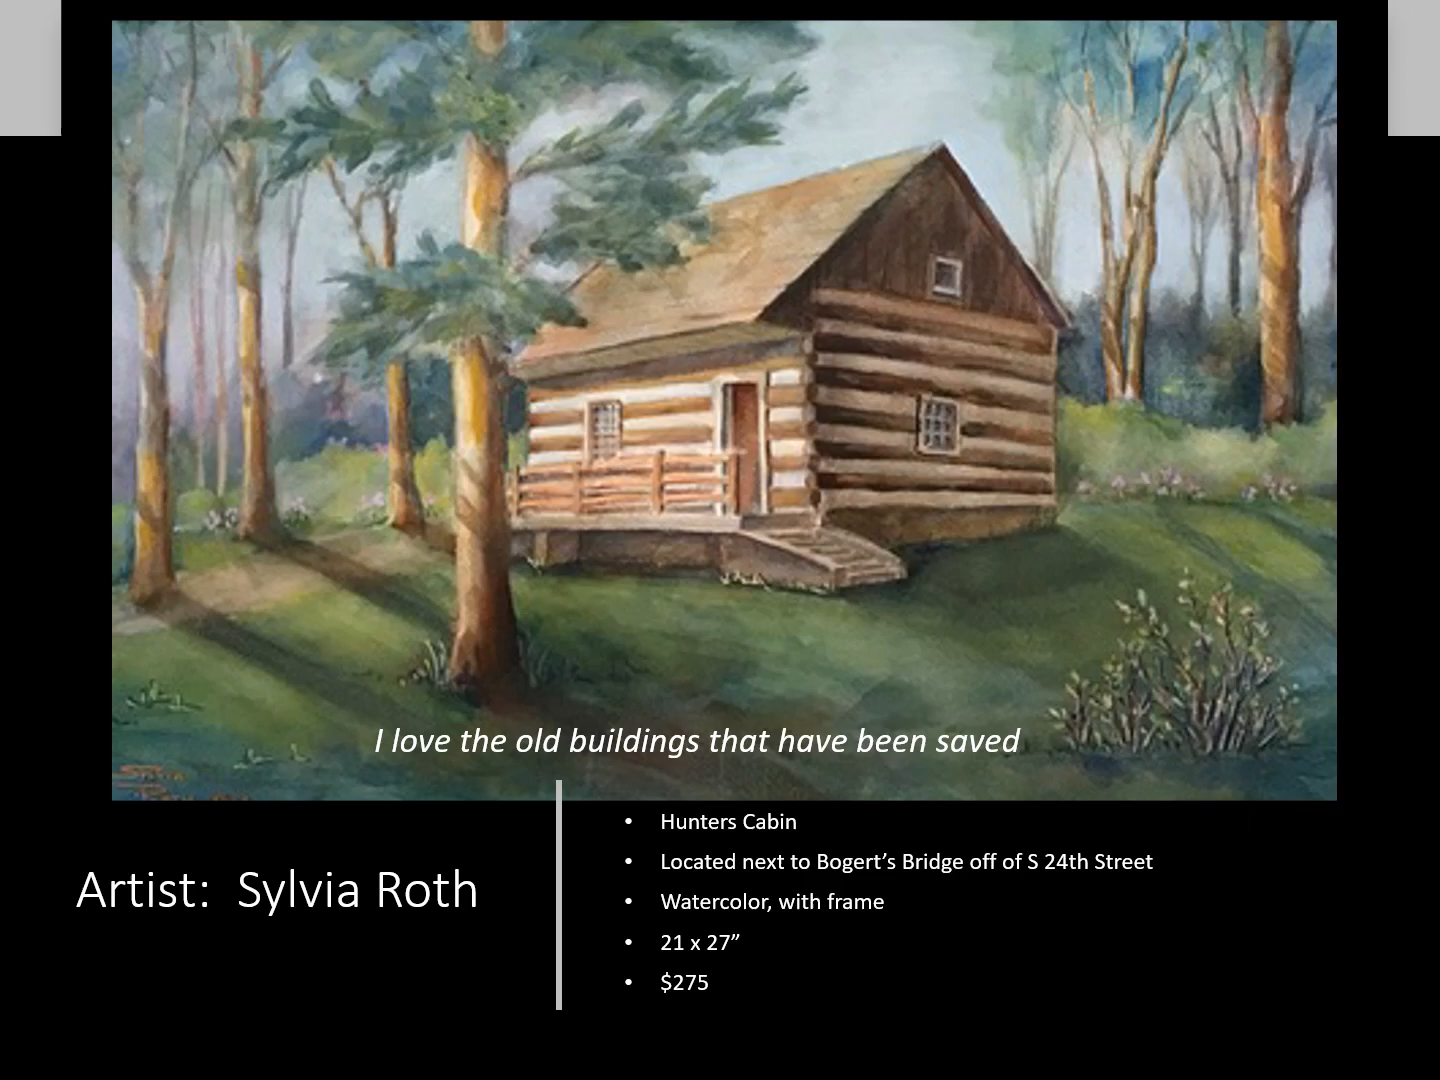 I love the old buildings that have been saved
Sylvia
Artist:  Sylvia Roth
• Hunters Cabin
• Located next to Bogert’s Bridge off of S 24th Street
• Watercolor, with frame
• 21 x 27”
• $275